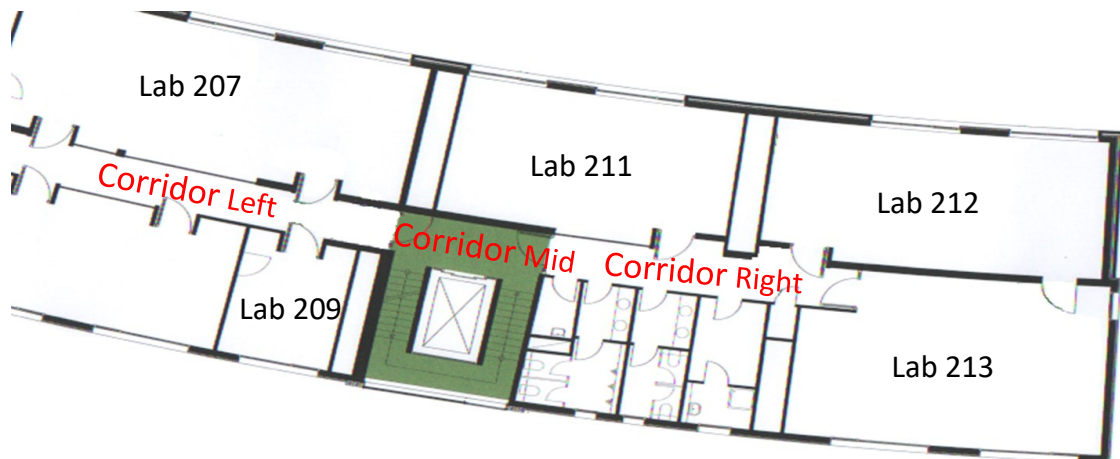 Lab 207
Lab 211
Lab 212
Corridor Left
Corridor Mid
Corridor Right
Lab 209
Lab 213